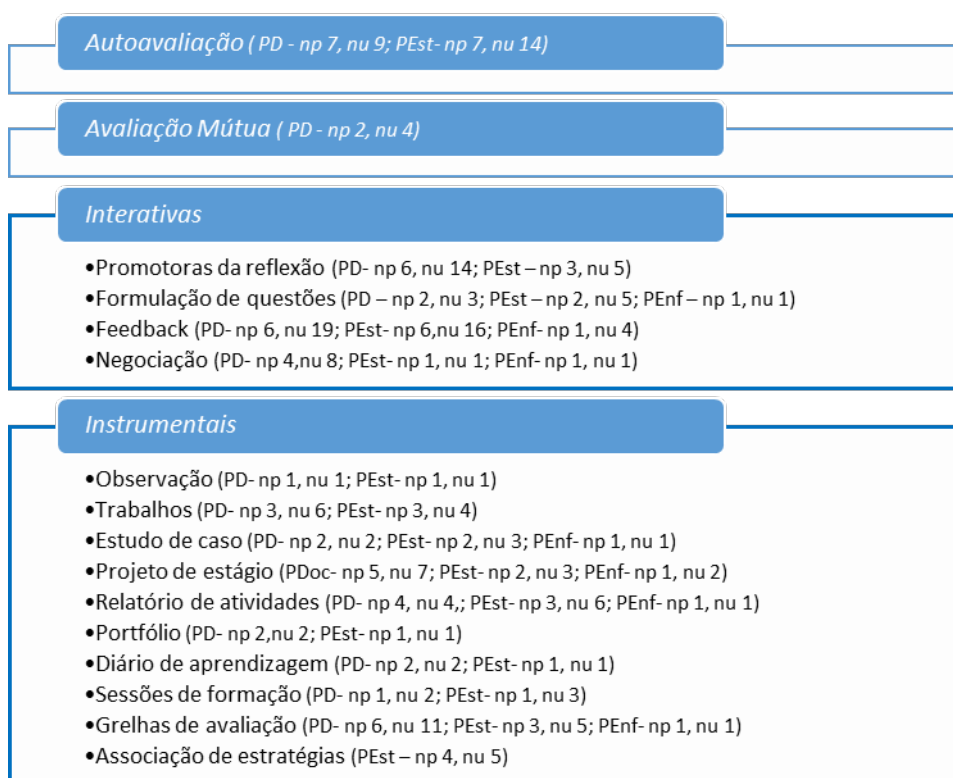 Autoavaliação ( PD - np 7, nu 9; PEst- np 7, nu 14)
Avaliação Mútua ( PD - np 2, nu 4)
Interativas
•Promotoras da reflexão (PD- np 6, nu 14; PEst – np 3, nu 5)
•Formulação de questões (PD – np 2, nu 3; PEst – np 2, nu 5; PEnf – np 1, nu 1)
•Feedback (PD- np 6, nu 19; PEst- np 6,nu 16; PEnf- np 1, nu 4)
•Negociação (PD- np 4,nu 8; PEst- np 1, nu 1; PEnf- np 1, nu 1)
Instrumentais
•Observação (PD- np 1, nu 1; PEst- np 1, nu 1)
•Trabalhos (PD- np 3, nu 6; PEst- np 3, nu 4)
•Estudo de caso (PD- np 2, nu 2; PEst- np 2, nu 3; PEnf- np 1, nu 1)
•Projeto de estágio (PDoc- np 5, nu 7; PEst- np 2, nu 3; PEnf- np 1, nu 2)
•Relatório de atividades (PD- np 4, nu 4,; PEst- np 3, nu 6; PEnf- np 1, nu 1)
•Portfólio (PD- np 2,nu 2; PEst- np 1, nu 1)
•Diário de aprendizagem (PD- np 2, nu 2; PEst- np 1, nu 1)
•Sessões de formação (PD- np 1, nu 2; PEst- np 1, nu 3)
•Grelhas de avaliação (PD- np 6, nu 11; PEst- np 3, nu 5; PEnf- np 1, nu 1)
•Associação de estratégias (PEst – np 4, nu 5)